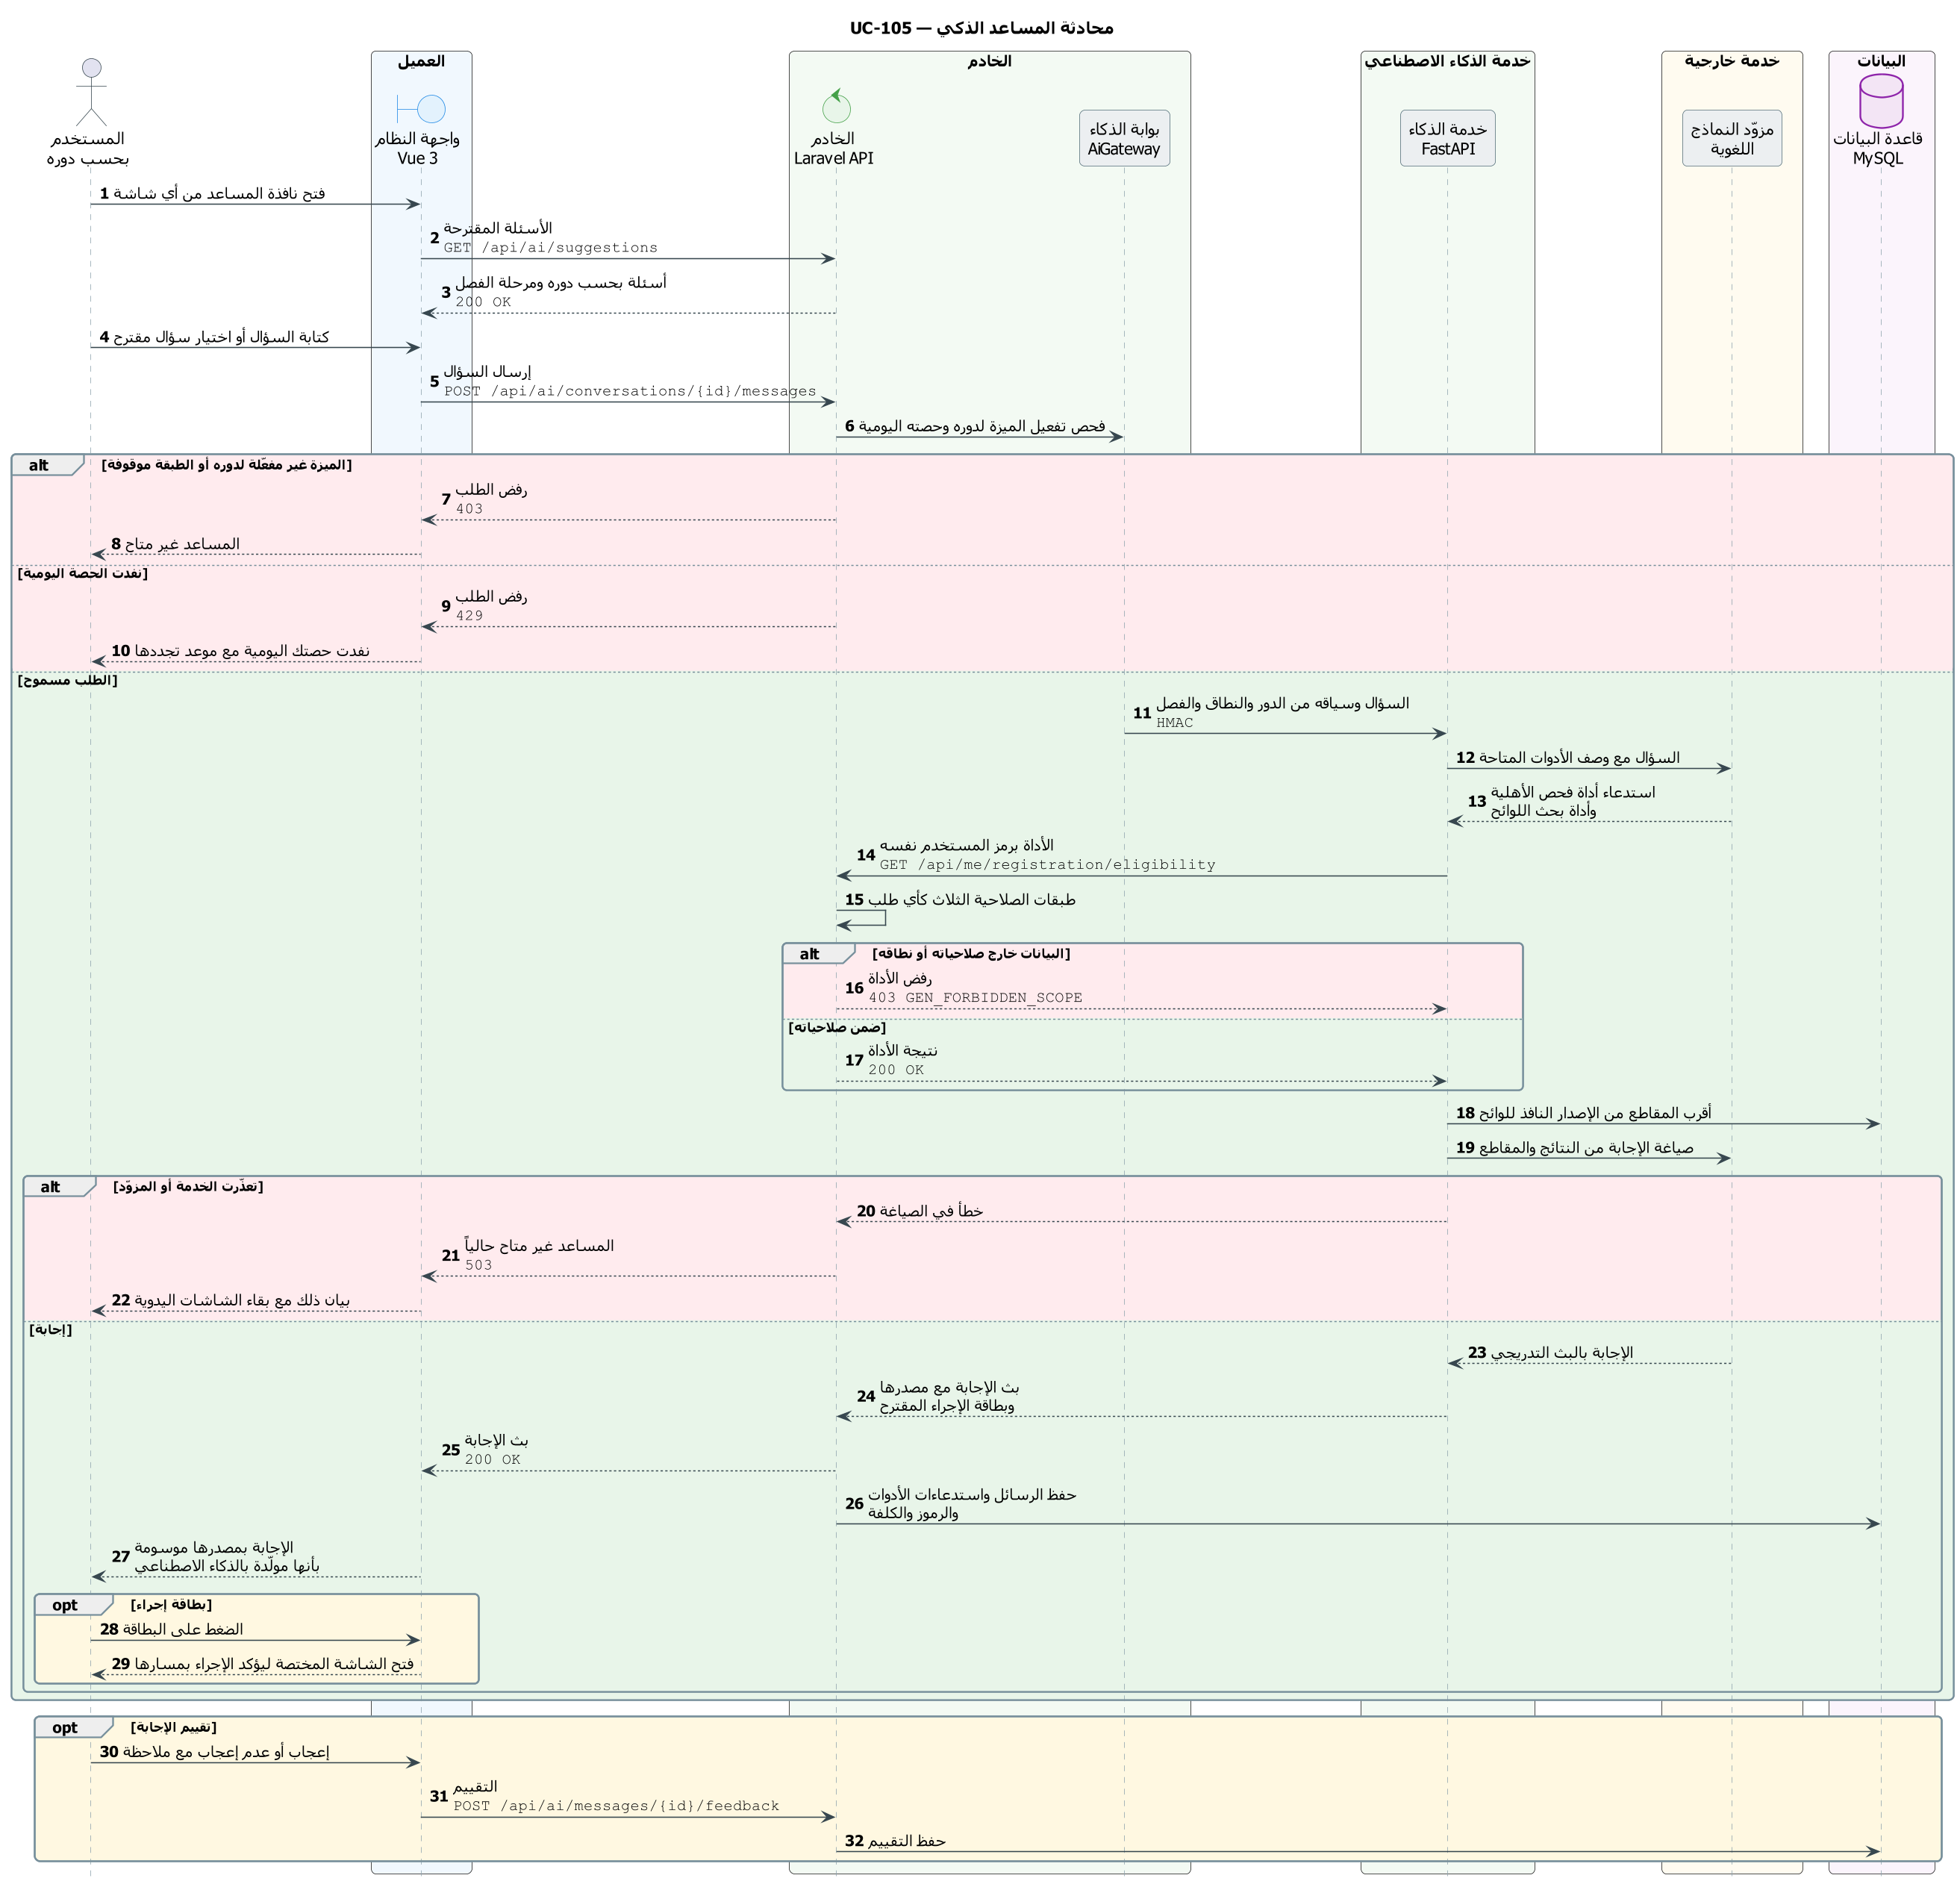 UC-105 — محادثة المساعد الذكي
العميل
الخادم
خدمة الذكاء الاصطناعي
خدمة خارجية
البيانات
المستخدم
بحسب دوره
واجهة النظام
Vue 3
الخادم
Laravel API
بوابة الذكاء
AiGateway
خدمة الذكاء
FastAPI
مزوّد النماذج
اللغوية
قاعدة البيانات
MySQL
1 فتح نافذة المساعد من أي شاشة
2 الأسئلة المقترحة
GET /api/ai/suggestions
3 أسئلة بحسب دوره ومرحلة الفصل
200 OK
4 كتابة السؤال أو اختيار سؤال مقترح
5 إرسال السؤال
POST /api/ai/conversations/{id}/messages
6 فحص تفعيل الميزة لدوره وحصته اليومية
alt [الميزة غير مفعّلة لدوره أو الطبقة موقوفة]
7 رفض الطلب
403
8 المساعد غير متاح
[نفدت الحصة اليومية]
9 رفض الطلب
429
10 نفدت حصتك اليومية مع موعد تجددها
[الطلب مسموح]
11 السؤال وسياقه من الدور والنطاق والفصل
HMAC
12 السؤال مع وصف الأدوات المتاحة
13 استدعاء أداة فحص الأهلية
وأداة بحث اللوائح
14 الأداة برمز المستخدم نفسه
GET /api/me/registration/eligibility
15 طبقات الصلاحية الثلاث كأي طلب
alt [البيانات خارج صلاحياته أو نطاقه]
16 رفض الأداة
403 GEN_FORBIDDEN_SCOPE
[ضمن صلاحياته]
17 نتيجة الأداة
200 OK
18 أقرب المقاطع من الإصدار النافذ للوائح
19 صياغة الإجابة من النتائج والمقاطع
alt [تعذّرت الخدمة أو المزوّد]
20 خطأ في الصياغة
21 المساعد غير متاح حالياً
503
22 بيان ذلك مع بقاء الشاشات اليدوية
[إجابة]
23 الإجابة بالبث التدريجي
24 بث الإجابة مع مصدرها
وبطاقة الإجراء المقترح
25 بث الإجابة
200 OK
26 حفظ الرسائل واستدعاءات الأدوات
والرموز والكلفة
27 الإجابة بمصدرها موسومة
بأنها مولّدة بالذكاء الاصطناعي
opt [بطاقة إجراء]
28 الضغط على البطاقة
29 فتح الشاشة المختصة ليؤكد الإجراء بمسارها
opt [تقييم الإجابة]
30 إعجاب أو عدم إعجاب مع ملاحظة
31 التقييم
POST /api/ai/messages/{id}/feedback
32 حفظ التقييم